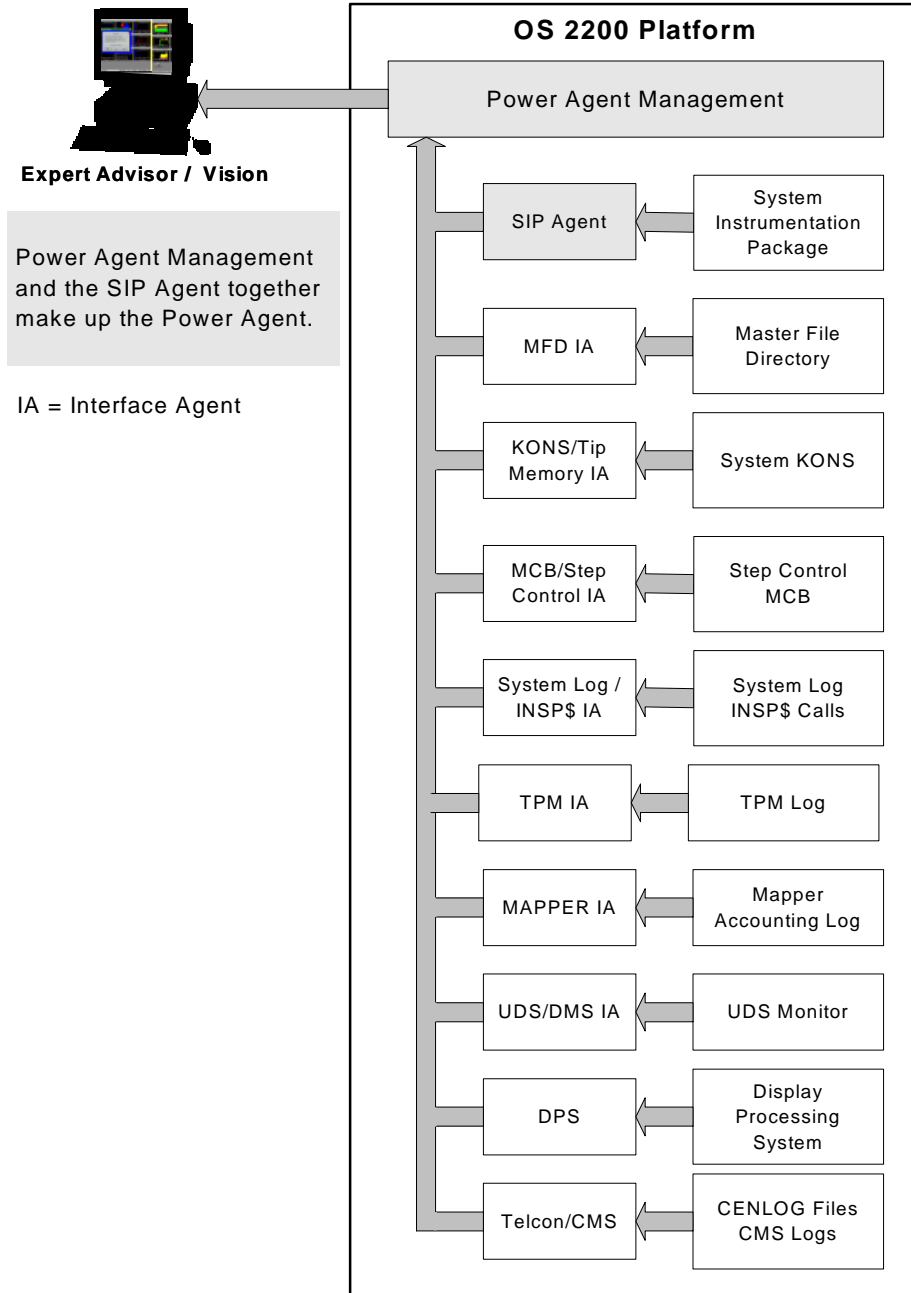 OS 2200 Platform
Power Agent Management
Expert Advisor / Vision
Power Agent Management
and the SIP Agent together
make up the Power Agent.
IA = Interface Agent
SIP Agent
System
Instrumentation
Package
MFD IA
Master File
Directory
KONS/Tip
Memory IA
System KONS
MCB/Step
Control IA
Step Control
MCB
System Log /
INSP$ IA
System Log
INSP$ Calls
TPM IA
TPM Log
MAPPER IA
Mapper
Accounting Log
UDS/DMS IA
UDS Monitor
DPS
Display
Processing
System
Telcon/CMS
CENLOG Files
CMS Logs